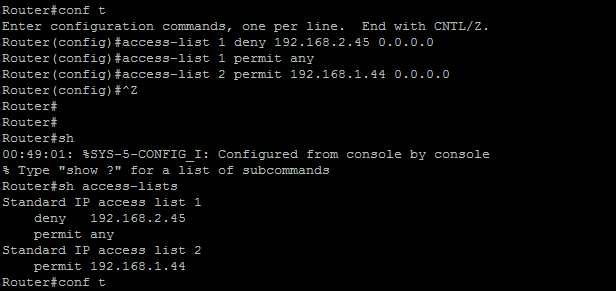 Router#conf t
Enter configuration commands, one per line.  End with CNTL/Z.
Router(config)#access-list 1 deny 192.168.2.45 0.0.0.0
Router(config)#access-list 1 permit any
Router(config)#access-list 2 permit 192.168.1.44 0.0.0.0
Router(config)#^Z
Router#
Router#
Router#sh
00:49:01: %SYS-5-CONFIG_I: Configured from console by console
% Type "show ?" for a list of subcommands
Router#sh access-lists
Standard IP access list 1
    deny   192.168.2.45
    permit any
Standard IP access list 2
    permit 192.168.1.44
Router#conf t